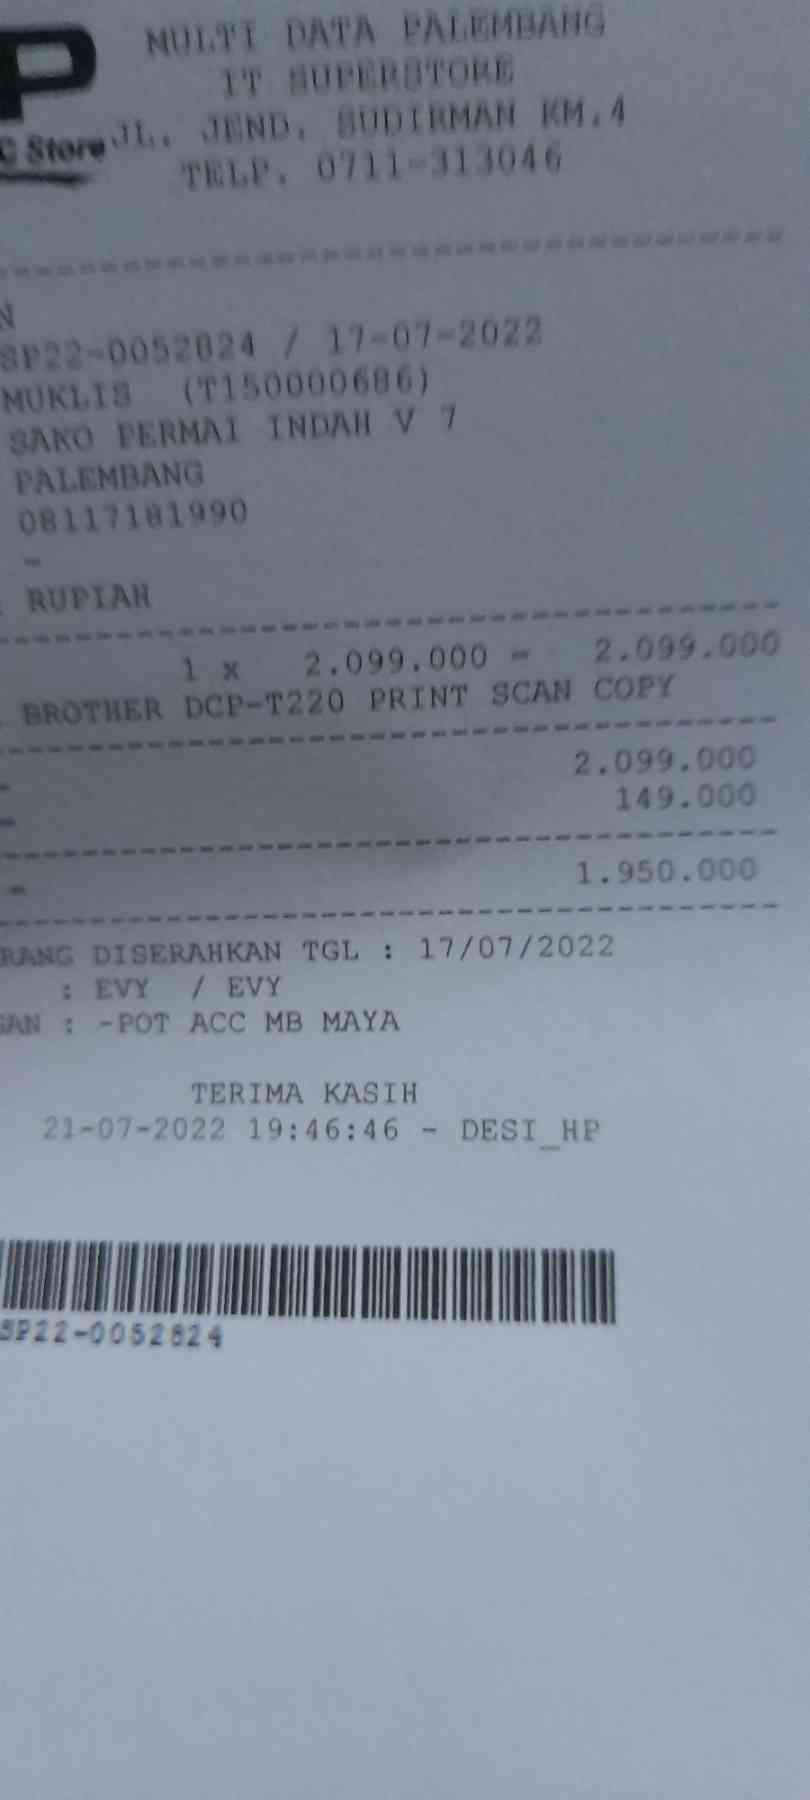 MULTI DATA PALEMBANG
IT SUPERSTORE
P
C Store
JL. JEND. SUDIRMAN KM.4
TELP. 0711-313046
N
SP22-0052824 / 17-07-2022
MUKLIS (T150000686)
SAKO PERMAI INDAH V 7
PALEMBANG
08117181990
-
: RUPIAH
1 x 2.099.000 = 2.099.000
BROTHER DCP-T220 PRINT SCAN COPY
2.099.000
149.000
1.950.000
RANG DISERAHKAN TGL : 17/07/2022
: EVY / EVY
GAN : -POT ACC MB MAYA
TERIMA KASIH
21-07-2022 19:46:46 - DESI_HP
SP22-0052824